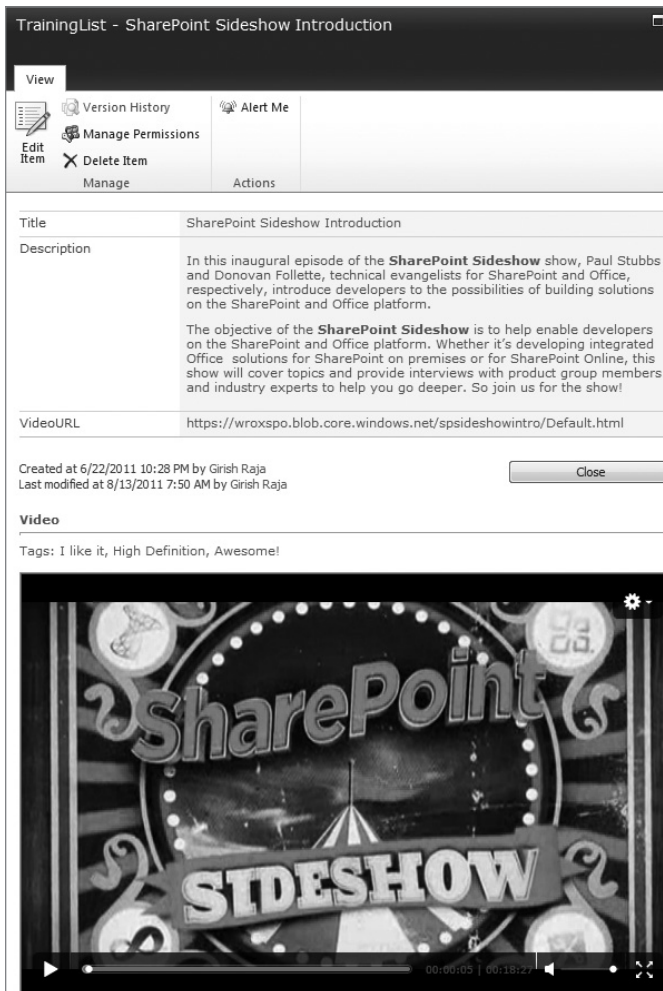 TrainingList - SharePoint Sideshow Introduction
View
Edit
Item
Version History
Manage Permissions
Delete Item
Manage
Alert Me
Actions
Title
SharePoint Sideshow Introduction
Description
In this inaugural episode of the SharePoint Sideshow show, Paul Stubbs
and Donovan Follette, technical evangelists for SharePoint and Office,
respectively, introduce developers to the possibilities of building solutions
on the SharePoint and Office platform.
The objective of the SharePoint Sideshow is to help enable developers
on the SharePoint and Office platform. Whether it's developing integrated
Office solutions for SharePoint on premises or for SharePoint Online, this
show will cover topics and provide interviews with product group members
and industry experts to help you go deeper. So join us for the show!
VideoURL
https://wroxspo.blob.core.windows.net/spsideshowintro/Default.html
Created at 6/22/2011 10:28 PM by Girish Raja
Last modified at 8/13/2011 7:50 AM by Girish Raja
Close
Video
Tags: I like it, High Definition, Awesome!
SharePoint
SIDESHOW
00:00:05 | 00:18:27